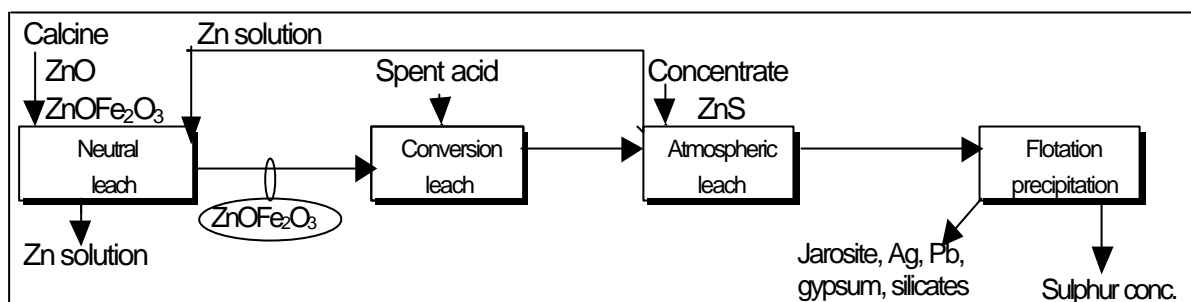 Calcine
ZnO
ZnOFe₂O₃
Zn solution
Spent acid
Concentrate
ZnS
Neutral
leach
Conversion
leach
Atmospheric
leach
Flotation
precipitation
ZnOFe₂O₃
Zn solution
Jarosite, Ag, Pb,
gypsum, silicates
Sulphur conc.